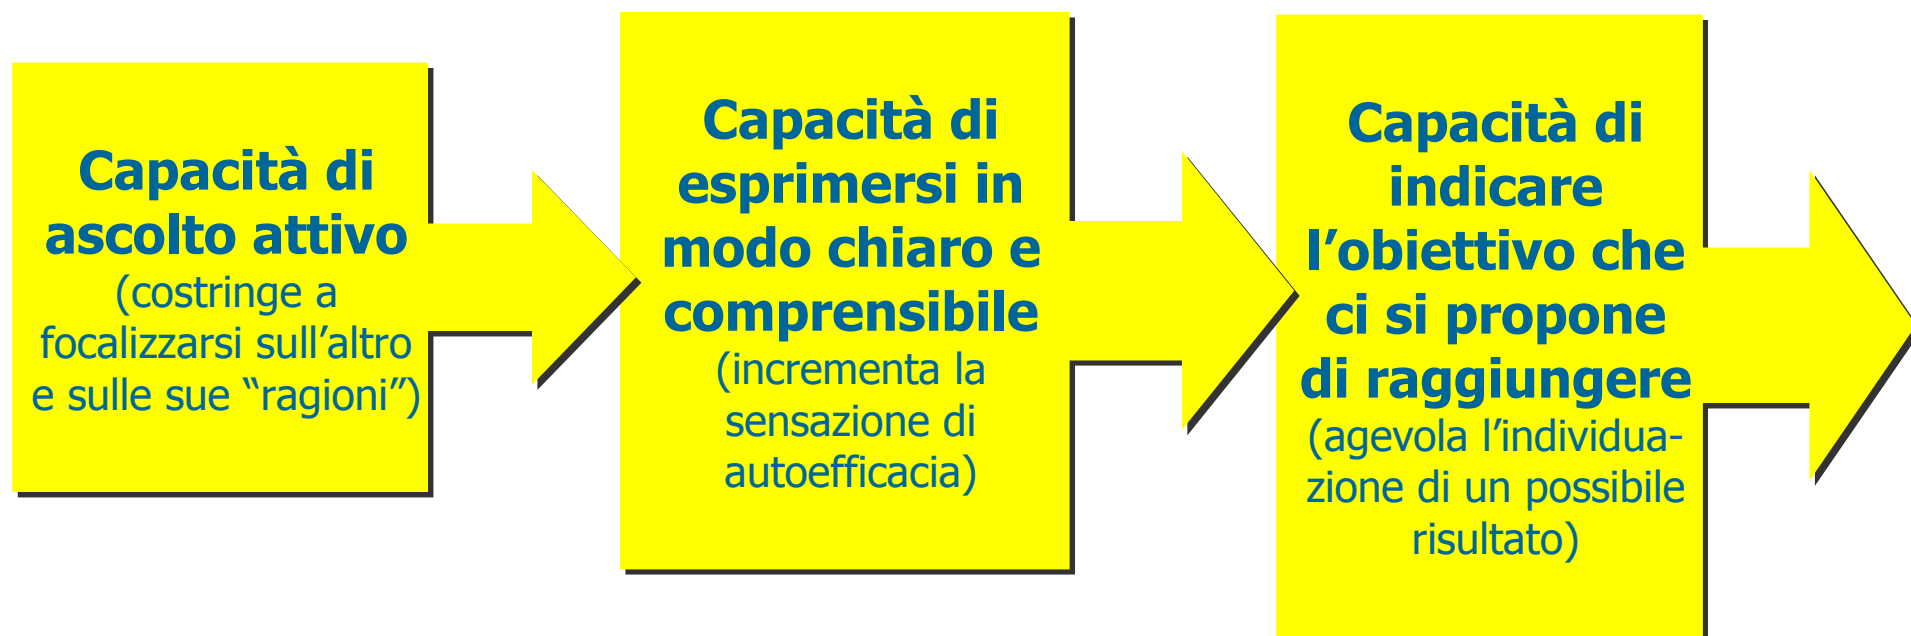 Capacità di
ascolto attivo
(costringe a
focalizzarsi sull’altro
e sulle sue “ragioni”)
Capacità di
esprimersi in
modo chiaro e
comprensibile
(incrementa la
sensazione di
autoefficacia)
Capacità di
indicare
l’obiettivo che
ci si propone
di raggiungere
(agevola l’individua-
zione di un possibile
risultato)